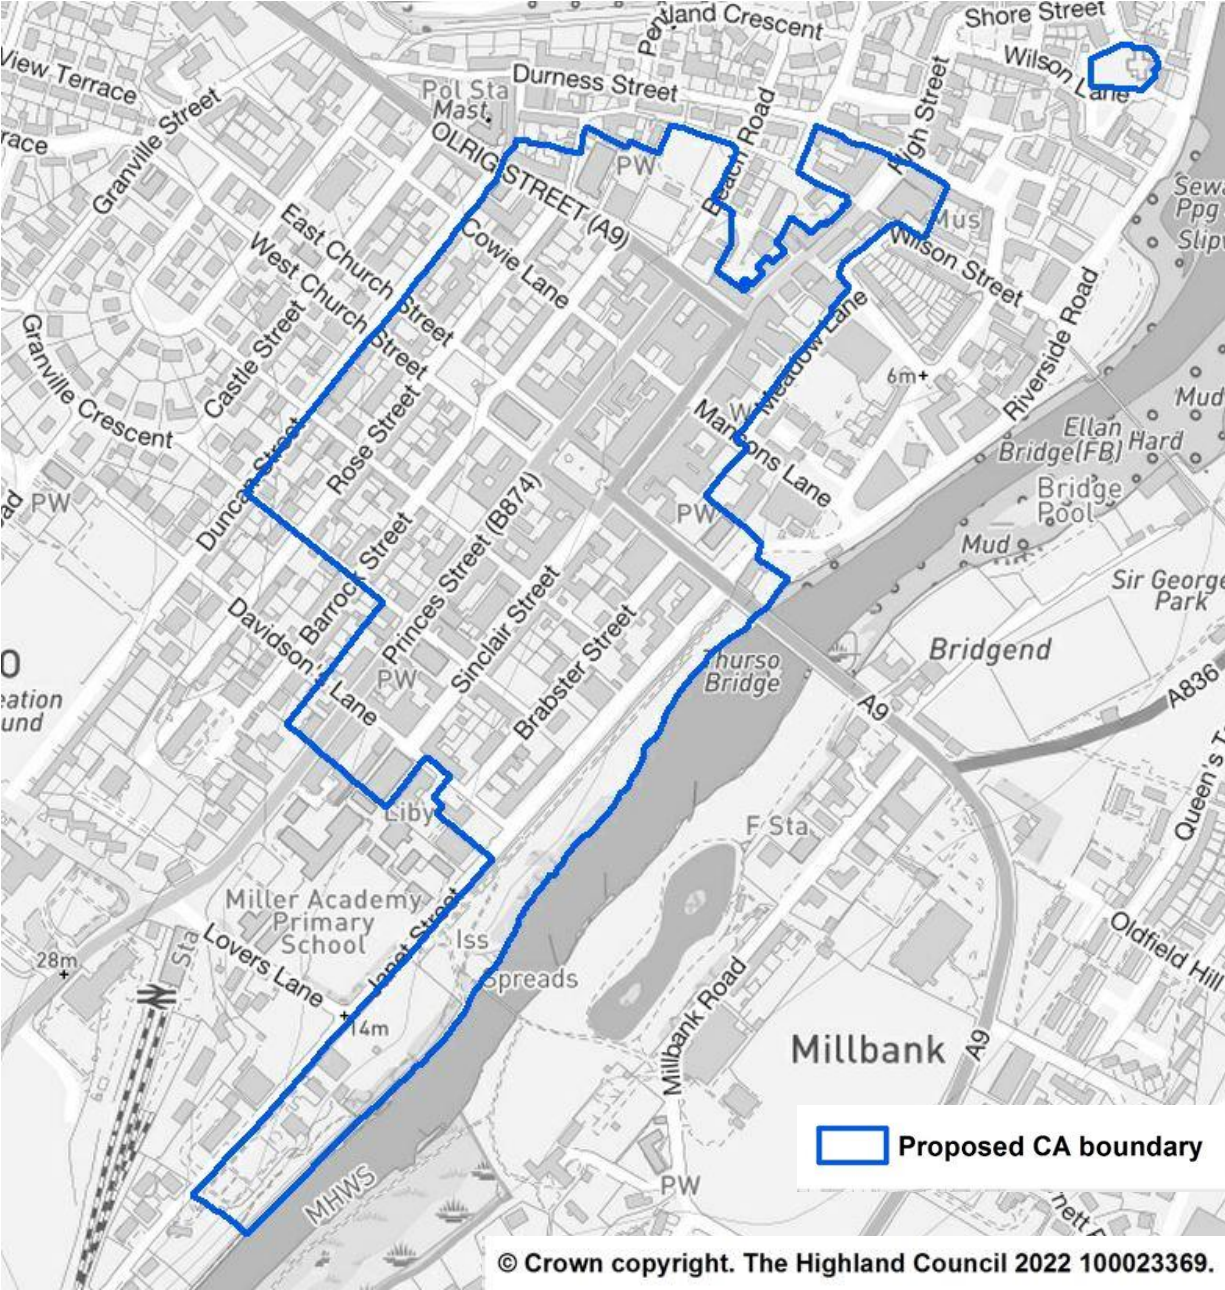 Shore Street
land Crescent
Wilson Lane
View Terrace
Durness Street
Pol Sta
Mast
Granville Street
OLRIG STREET (A9)
PW
Beach Road
High Street
Mus
Sewa
Ppg
Slipw
Wilson Street
East Church Street
West Church Street
Cowie Lane
Castle Street
Granville Crescent
Rose Street
Meadow Lane
6m
Riverside Road
Mud
Mansons Lane
Ellan
Bridge(FB)
Hard
Bridge
Pool
Duncan Street
PW
PW
Mud
Barrock Street
Princes Street (B874)
Sir George
Park
Davidson's Lane
Sinclair Street
Brabster Street
PW
Thurso
Bridge
Bridgend
A9
A836
Liby
F Sta
Miller Academy
Primary
School
Lovers Lane
Janet Street
Iss
Spreads
Sta
28m
14m
Oldfield Hill
Millbank Road
Millbank
A9
MHWS
PW
Proposed CA boundary
© Crown copyright. The Highland Council 2022 100023369.